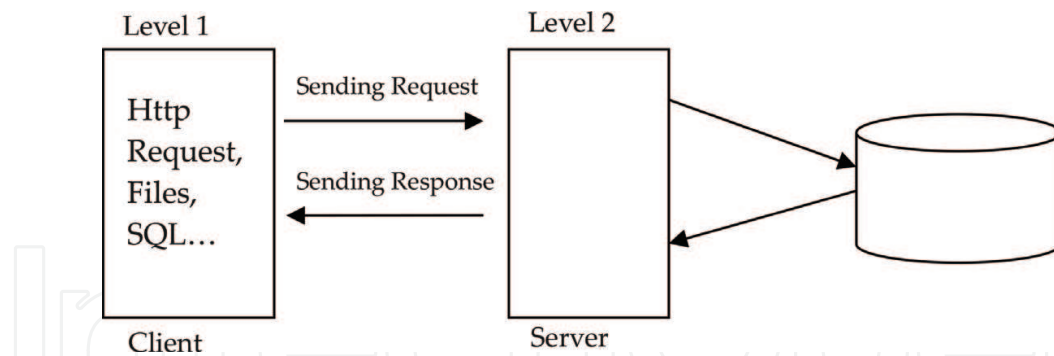 Level 1
Level 2
Http
Request,
Files,
SQL...
Sending Request
Sending Response
Client
Server